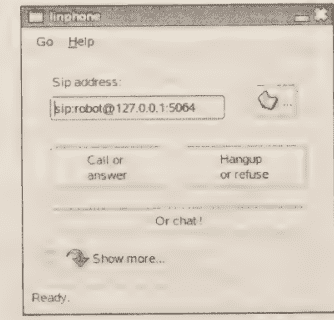 linphone
Go Help
Sip address:
sip:robot@127.0.0.1:5064
...
Call or
answer
Hangup
or refuse
Or chat!
Show more...
Ready.